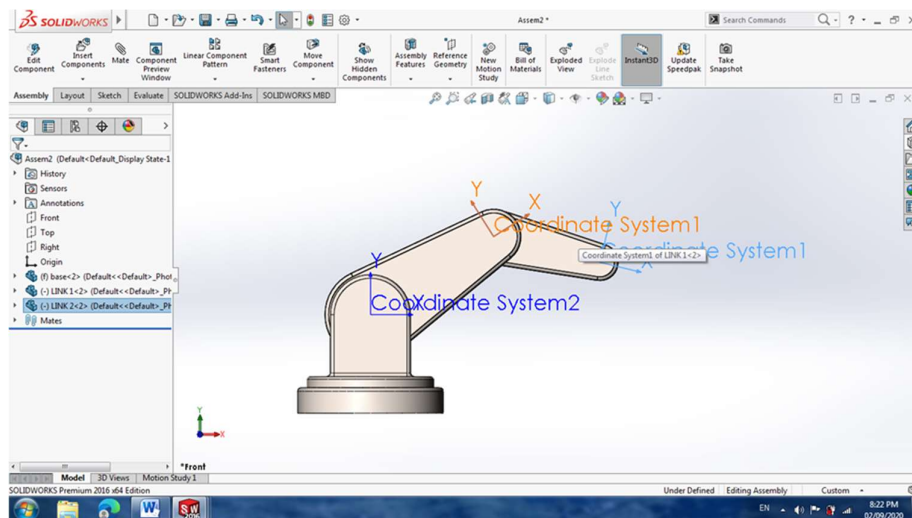 SOLIDWORKS
Assem2 *
Search Commands
Edit Component
Insert Components
Mate
Component Preview Window
Linear Component Pattern
Smart Fasteners
Move Component
Show Hidden Components
Assembly Features
Reference Geometry
New Motion Study
Bill of Materials
Exploded View
Explode Line Sketch
Instant3D
Update Speedpak
Take Snapshot
Assembly Layout Sketch Evaluate SOLIDWORKS Add-Ins SOLIDWORKS MBD
Assem2 (Default<Default_Display State-1
History
Sensors
Annotations
Front
Top
Right
Origin
(f) base<2> (Default<<Default>_Phot
(-) LINK 1<2> (Default<<Default>_Ph
(-) LINK 2<2> (Default<<Default>_Ph
Mates
Y
X
Coordinate System1
Y
X
Coordinate System1
Coordinate System1 of LINK 1<2>
Y
X
Coordinate System2
Y
X
*Front
Model 3D Views Motion Study 1
SOLIDWORKS Premium 2016 x64 Edition
Under Defined Editing Assembly Custom
EN
8:22 PM
02/09/2020